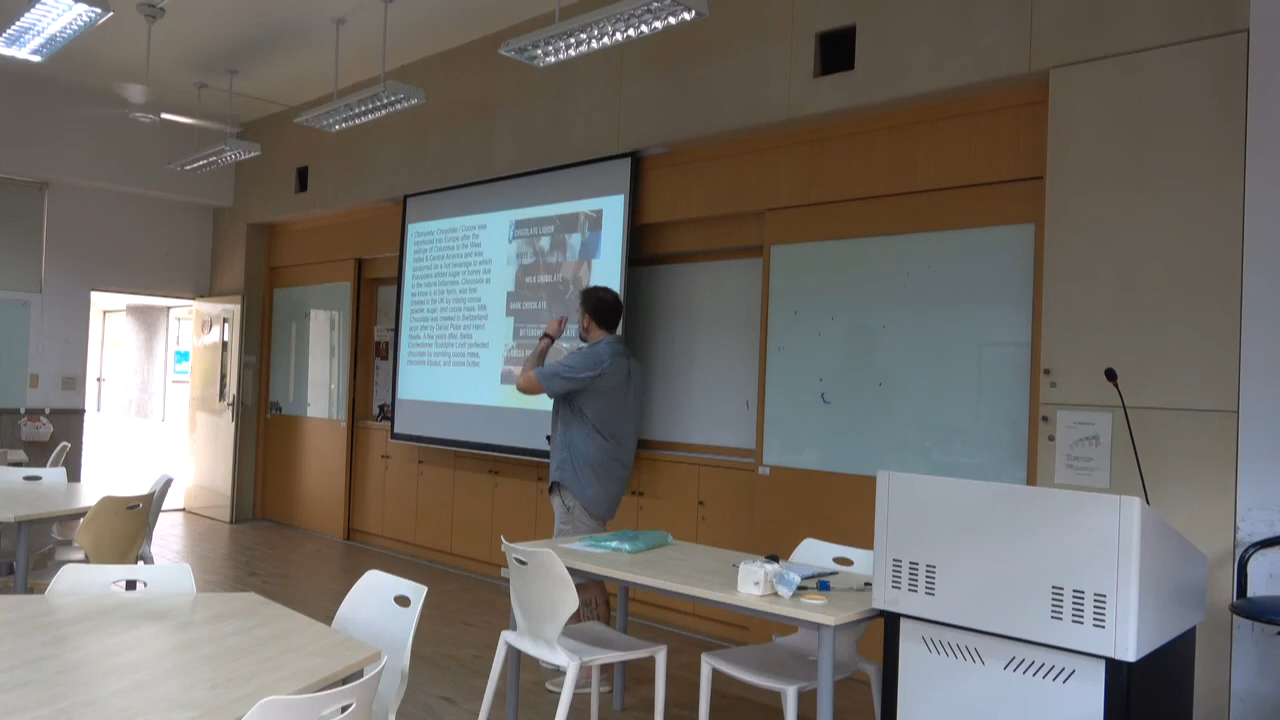 Chocolate: Chocolate / Cocoa was
introduced into Europe after the
sailings of Columbus to the West
Indies & Central America and was
consumed as a hot beverage to which
Europeans added sugar or honey due
to the natural bitterness. Chocolate as
we know it, in bar form, was first
created in the UK by mixing cocoa
powder, sugar, and cocoa mass. Milk
Chocolate was created in Switzerland
soon after by Daniel Peter and Henri
Nestle. A few years after, Swiss
Confectioner Rodolphe Lindt perfected
chocolate by combing cocoa mass,
chocolate liqueur, and cocoa butter.
CHOCOLATE LIQUOR
MILK CHOCOLATE
DARK CHOCOLATE